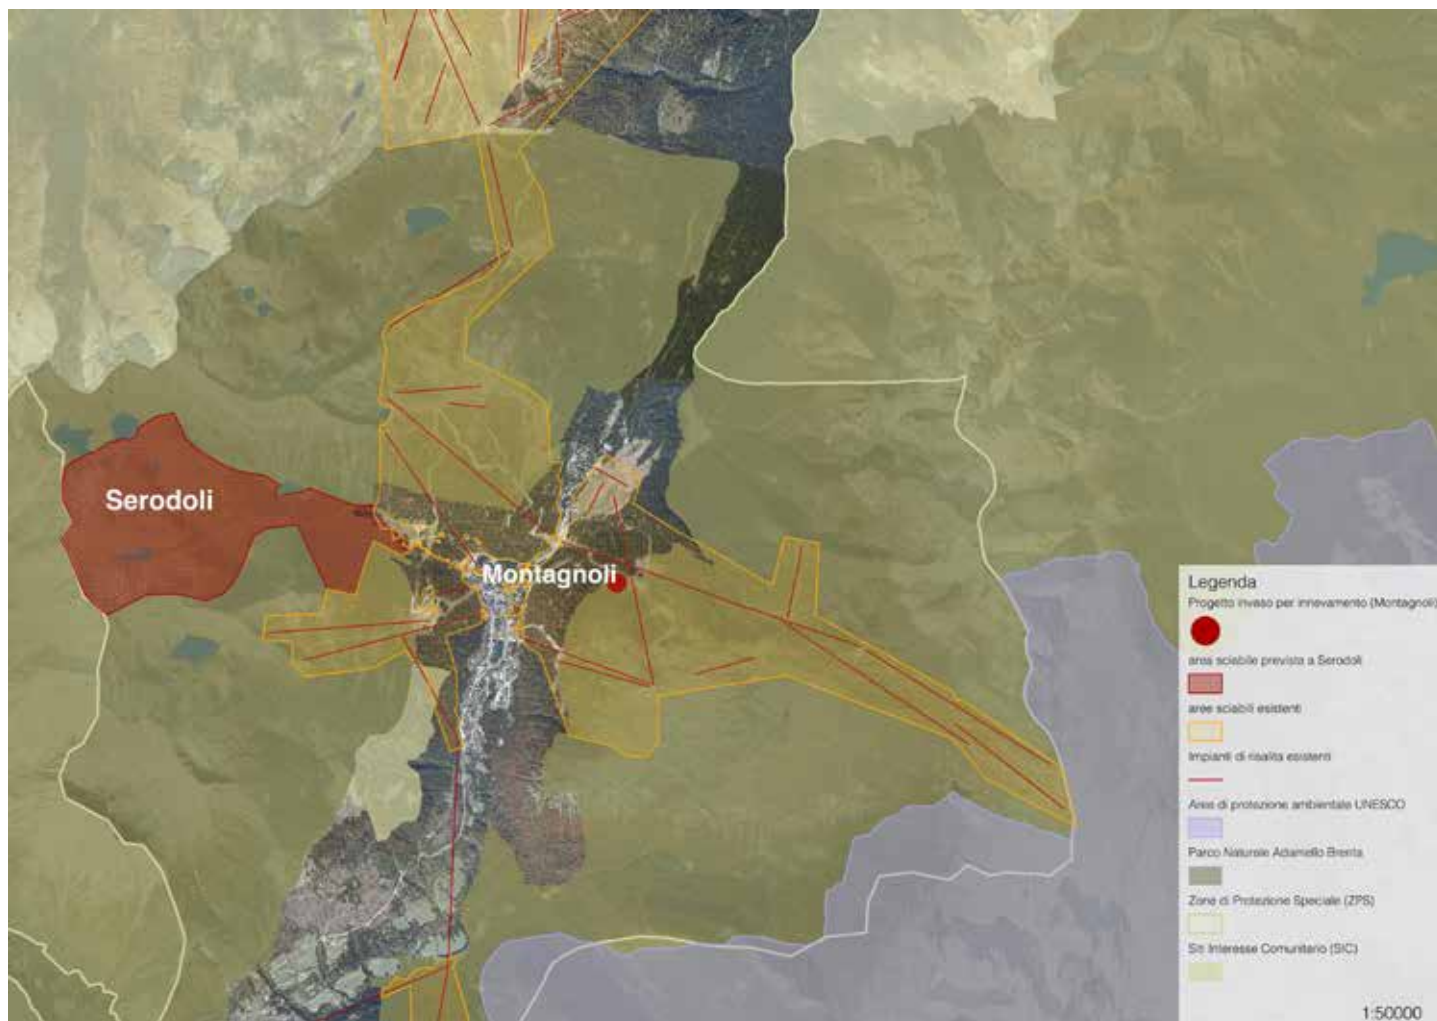 Serodoli
Montagnoli
Legenda
Progetto invaso per innevamento (Montagnoli)
area sciabile prevista a Serodoli
aree sciabili esistenti
Impianti di risalita esistenti
Aree di protezione ambientale UNESCO
Parco Naturale Adamello Brenta
Zone di Protezione Speciale (ZPS)
Siti Interesse Comunitario (SIC)
1:50000